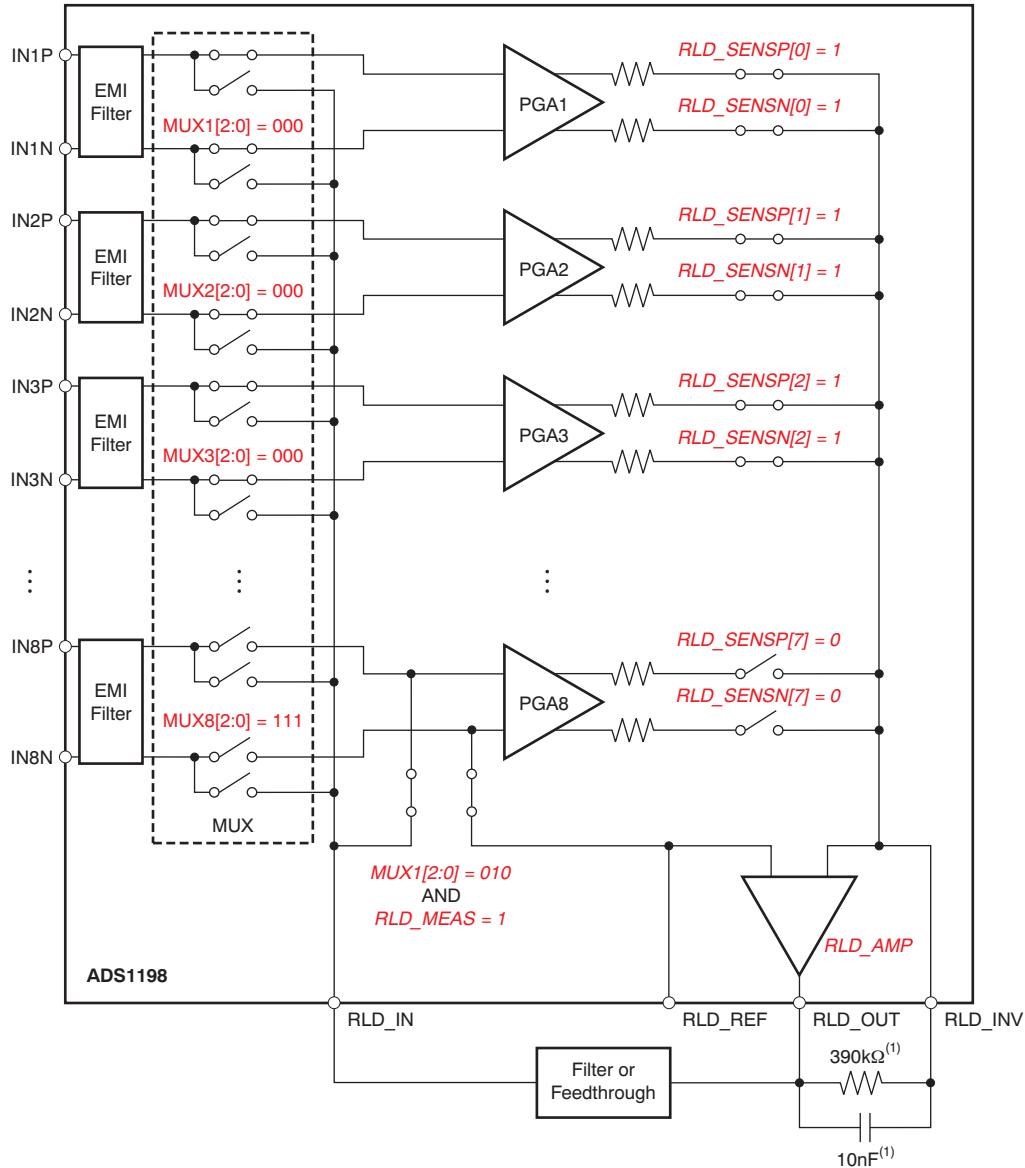 IN1P
EMI
Filter
MUX1[2:0] = 000
IN1N
PGA1
RLD_SENSP[0] = 1
RLD_SENSN[0] = 1
IN2P
EMI
Filter
MUX2[2:0] = 000
IN2N
PGA2
RLD_SENSP[1] = 1
RLD_SENSN[1] = 1
IN3P
EMI
Filter
MUX3[2:0] = 000
IN3N
PGA3
RLD_SENSP[2] = 1
RLD_SENSN[2] = 1
IN8P
EMI
Filter
MUX8[2:0] = 111
IN8N
MUX
PGA8
RLD_SENSP[7] = 0
RLD_SENSN[7] = 0
MUX1[2:0] = 010
AND
RLD_MEAS = 1
RLD_AMP
ADS1198
RLD_IN
RLD_REF
RLD_OUT
RLD_INV
Filter or
Feedthrough
390kΩ(1)
10nF(1)